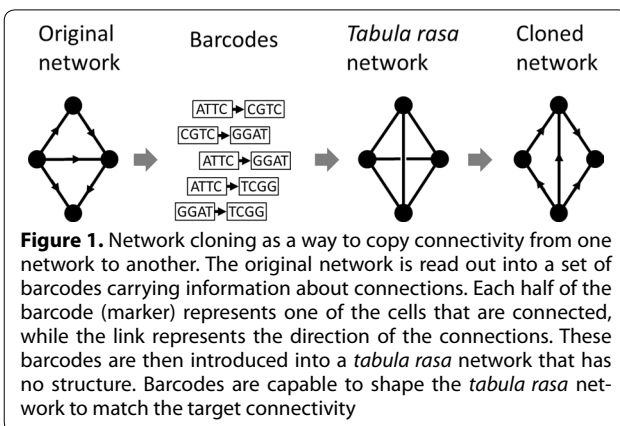 Original network
Barcodes
Tabula rasa network
Cloned network
ATTC CGTC
CGTC GGAT
ATTC GGAT
ATTC TCGG
GGAT TCGG
Figure 1. Network cloning as a way to copy connectivity from one
network to another. The original network is read out into a set of
barcodes carrying information about connections. Each half of the
barcode (marker) represents one of the cells that are connected,
while the link represents the direction of the connections. These
barcodes are then introduced into a tabula rasa network that has
no structure. Barcodes are capable to shape the tabula rasa net-
work to match the target connectivity